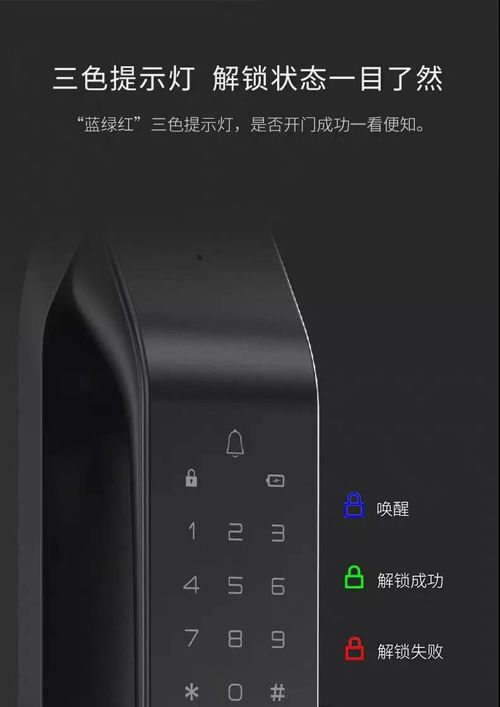 三色提示灯 解锁状态一目了然
“蓝绿红”三色提示灯，是否开门成功一看便知。
1 2 3
唤醒
4 5 6
解锁成功
7 8 9
解锁失败
* 0 #